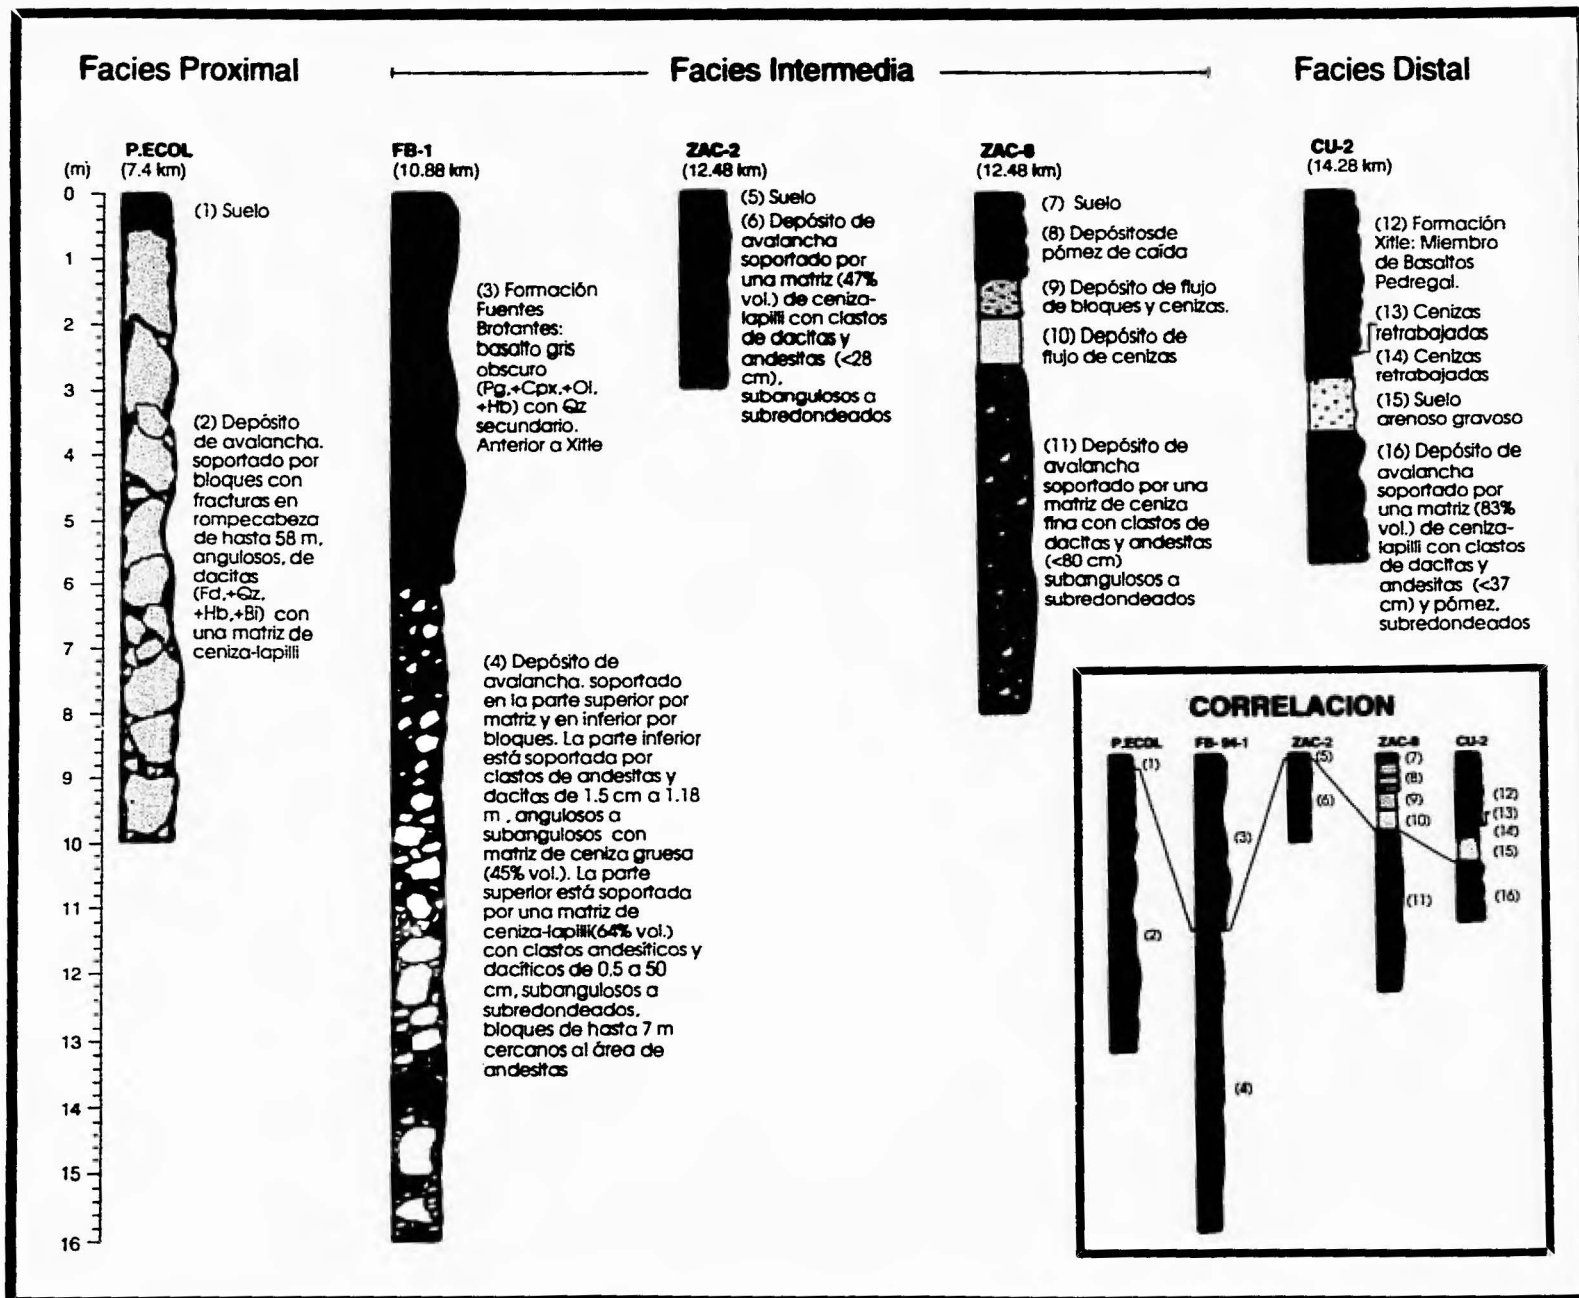 Facies Proximal
Facies Intermedia
Facies Distal
P.ECOL
(7.4 km)
FB-1
(10.88 km)
ZAC-2
(12.48 km)
ZAC-8
(12.48 km)
CU-2
(14.28 km)
(m)
0
1
2
3
4
5
6
7
8
9
10
11
12
13
14
15
16
(1) Suelo
(2) Depósito
de avalancha.
soportado por
bloques con
fracturas en
rompecabeza
de hasta 58 m,
angulosos, de
dacitas
(Fd,+Qz,
+Hb,+Bi) con
una matriz de
ceniza-lapilli
(3) Formación
Fuentes
Brotantes:
basalto gris
obscuro
(Pg,+Cpx,+Ol,
+Hb) con Qz
secundario.
Anterior a Xitle
(4) Depósito de
avalancha. soportado
en la parte superior por
matriz y en inferior por
bloques. La parte inferior
está soportada por
clastos de andesitas y
dacitas de 1.5 cm a 1.18
m , angulosos a
subangulosos con
matriz de ceniza gruesa
(45% vol.). La parte
superior está soportada
por una matriz de
ceniza-lapilli(64% vol.)
con clastos andesíticos y
dacíticos de 0.5 a 50
cm, subangulosos a
subredondeados.
bloques de hasta 7 m
cercanos al área de
andesitas
(5) Suelo
(6) Depósito de
avalancha
soportado por
una matriz (47%
vol.) de ceniza-
lapilli con clastos
de dacitas y
andesitas (<28
cm).
subangulosos a
subredondeados
(7) Suelo
(8) Depósitosde
pómez de caída
(9) Depósito de flujo
de bloques y cenizas.
(10) Depósito de
flujo de cenizas
(11) Depósito de
avalancha
soportado por una
matriz de ceniza
fina con clastos de
dacitas y andesitas
(<80 cm)
subangulosos a
subredondeados
(12) Formación
Xitle: Miembro
de Basaltos
Pedregal.
(13) Cenizas
retrabajadas
(14) Cenizas
retrabajadas
(15) Suelo
arenoso gravoso
(16) Depósito de
avalancha
soportado por
una matriz (83%
vol.) de ceniza-
lapilli con clastos
de dacitas y
andesitas (<37
cm) y pómez.
subredondeados
CORRELACION
P.ECOL
FB- 94-1
ZAC-2
ZAC-8
CU-2
(1)
(2)
(3)
(4)
(5)
(6)
(7)
(8)
(9)
(10)
(11)
(12)
(13)
(14)
(15)
(16)